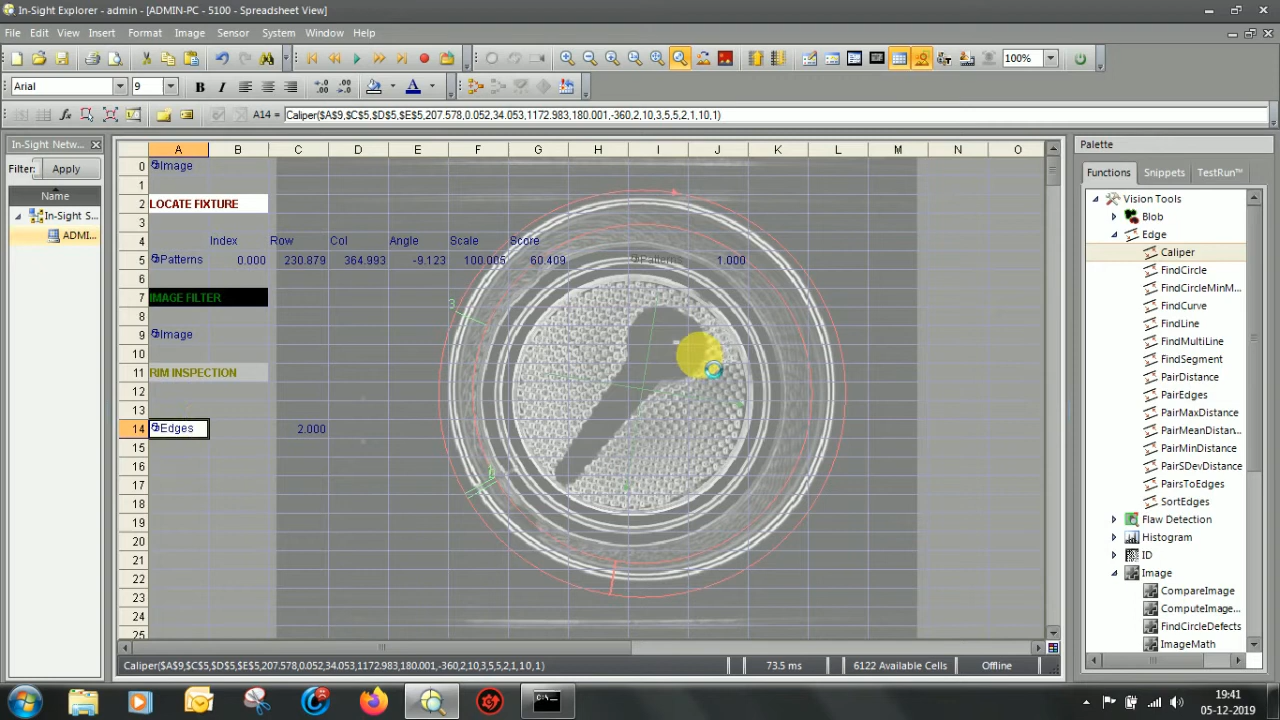 In-Sight Explorer - admin - [ADMIN-PC - 5100 - Spreadsheet View]
File Edit View Insert Format Image Sensor System Window Help
100%
Arial 9 B I A
fx A14 = Caliper($A$9,$C$5,$D$5,$E$5,207.578,0.052,34.053,1172.983,180.001,-360,2,10,3,5,5,2,1,10,1)
In-Sight Netw...
Filter: Apply
Name
In-Sight S...
ADMI...
A B C D E F G H I J K L M N O
0 Image
1
2 LOCATE FIXTURE
3
4 Index Row Col Angle Scale Score
5 Patterns 0.000 230.879 364.993 -9.123 100.005 60.409 Patterns 1.000
6
7 IMAGE FILTER
8
9 Image
10
11 RIM INSPECTION
12
13
14 Edges 2.000
15
16
17
18
19
20
21
22
23
24
25
3
Palette
Functions Snippets TestRun™
Vision Tools
Blob
Edge
Caliper
FindCircle
FindCircleMinM...
FindCurve
FindLine
FindMultiLine
FindSegment
PairDistance
PairEdges
PairMaxDistance
PairMeanDistan...
PairMinDistance
PairSDevDistance
PairsToEdges
SortEdges
Flaw Detection
Histogram
ID
Image
CompareImage
ComputeImage...
FindCircleDefects
ImageMath
Caliper($A$9,$C$5,$D$5,$E$5,207.578,0.052,34.053,1172.983,180.001,-360,2,10,3,5,5,2,1,10,1) 73.5 ms 6122 Available Cells Offline
19:41
05-12-2019